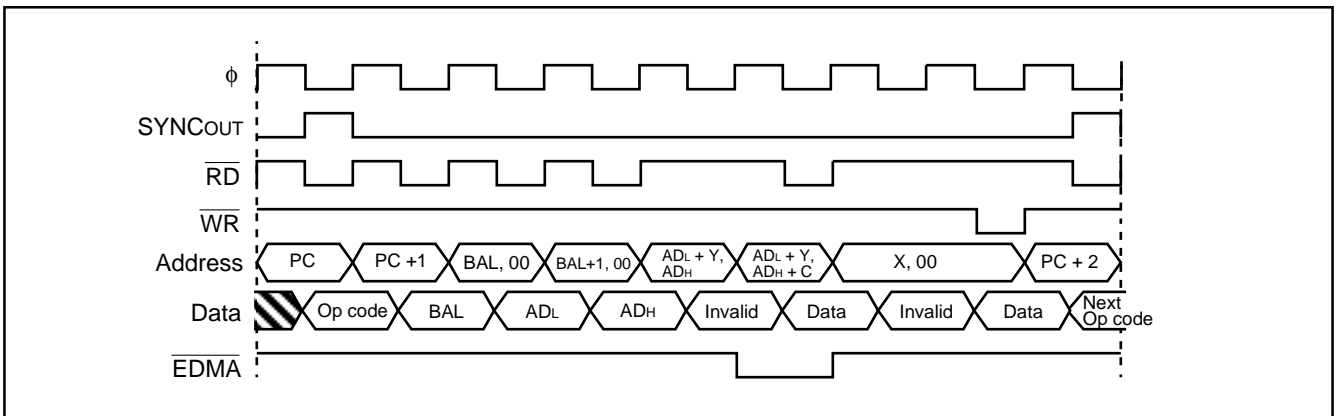 ϕ
SYNCOUT
RD
WR
Address PC PC +1 BAL, 00 BAL+1, 00 ADL + Y, ADH ADL + Y, ADH + C X, 00 PC + 2
Data Op code BAL ADL ADH Invalid Data Invalid Data Next Op code
EDMA